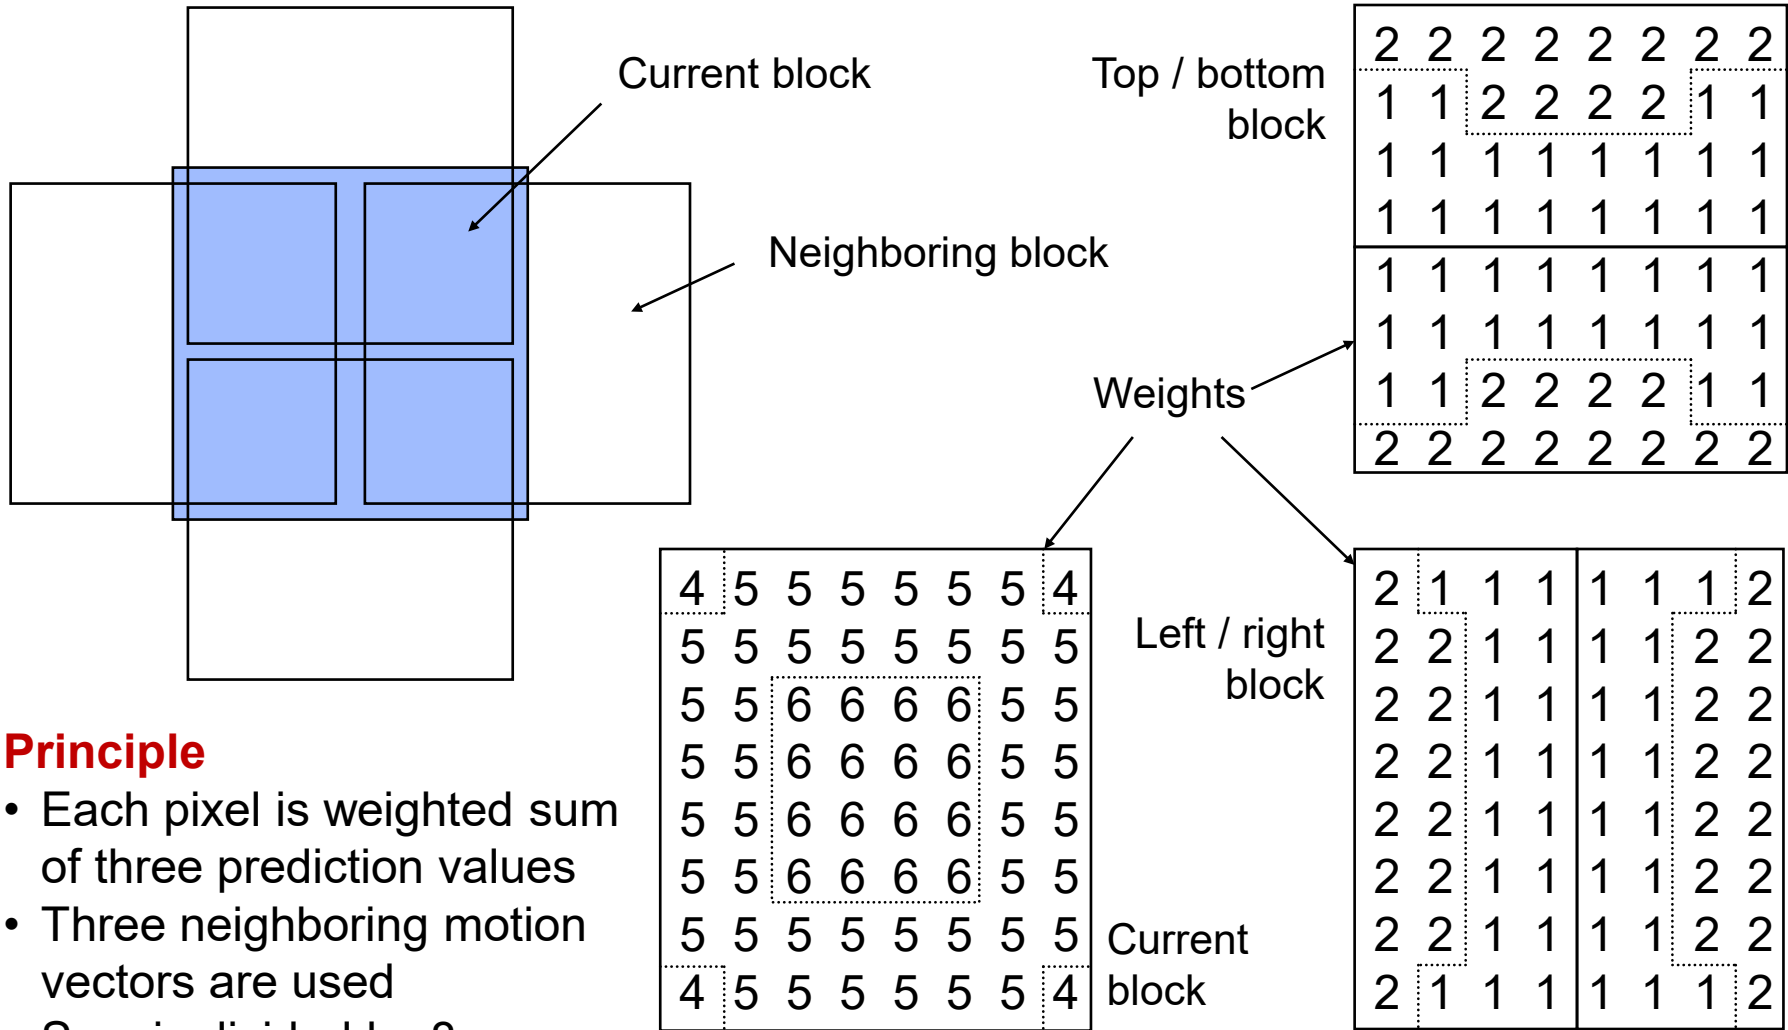 Current block
Neighboring block
Top / bottom
block
2 2 2 2 2 2 2 2
1 1 2 2 2 2 1 1
1 1 1 1 1 1 1 1
1 1 1 1 1 1 1 1
1 1 1 1 1 1 1 1
1 1 1 1 1 1 1 1
1 1 2 2 2 2 1 1
2 2 2 2 2 2 2 2
Weights
4 5 5 5 5 5 5 4
5 5 5 5 5 5 5 5
5 5 6 6 6 6 5 5
5 5 6 6 6 6 5 5
5 5 6 6 6 6 5 5
5 5 6 6 6 6 5 5
5 5 5 5 5 5 5 5
4 5 5 5 5 5 5 4
Current
block
Left / right
block
2 1 1 1 1 1 1 2
2 2 1 1 1 1 2 2
2 2 1 1 1 1 2 2
2 2 1 1 1 1 2 2
2 2 1 1 1 1 2 2
2 2 1 1 1 1 2 2
2 2 1 1 1 1 2 2
2 1 1 1 1 1 1 2
Principle
• Each pixel is weighted sum
of three prediction values
• Three neighboring motion
vectors are used